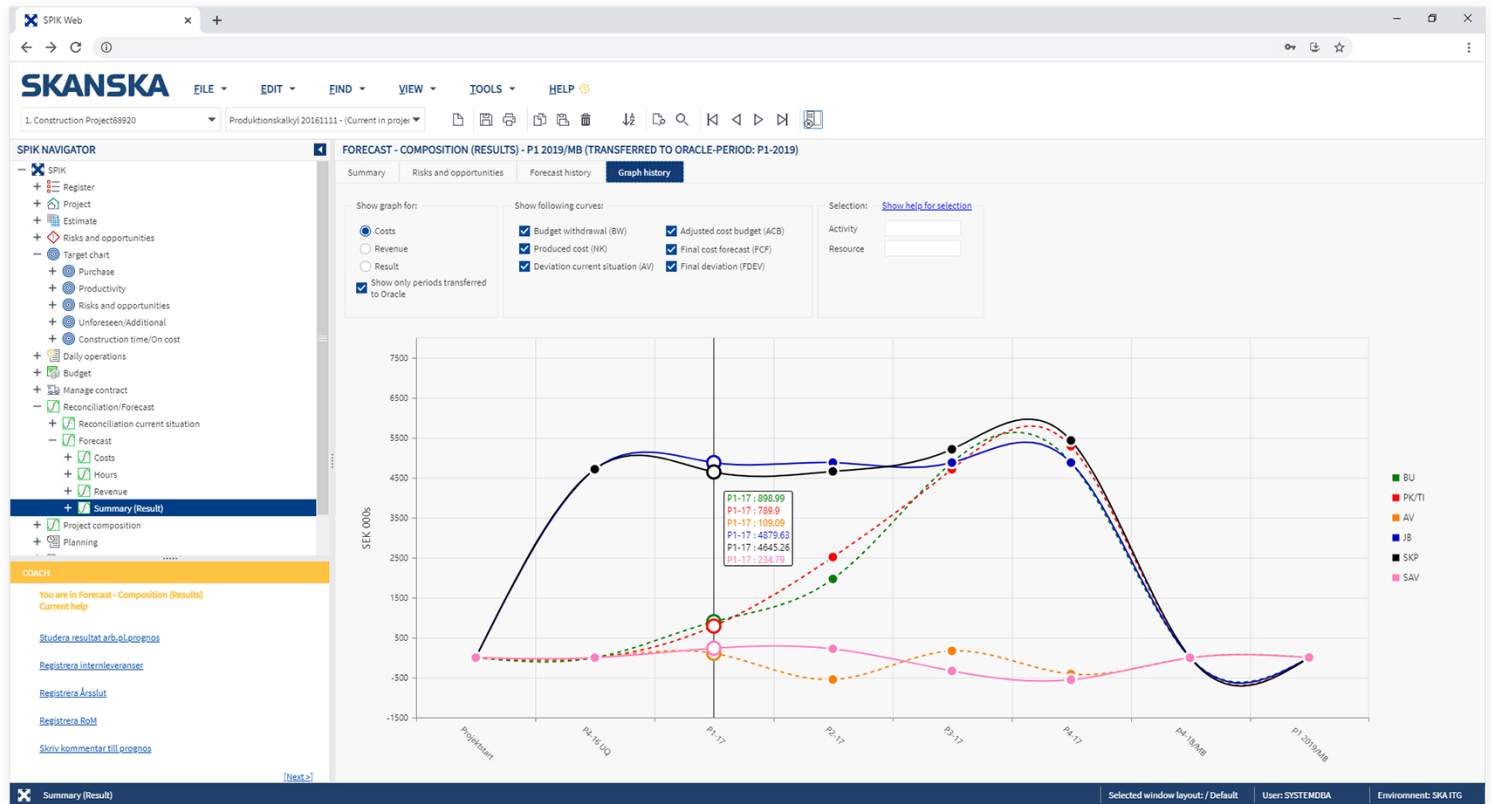 SPIK Web
SKANSKA
FILE EDIT FIND VIEW TOOLS HELP
1. Construction Project68920 Produktionskalkyl 20161111 - (Current in projec
SPIK NAVIGATOR
SPIK
Register
Project
Estimate
Risks and opportunities
Target chart
Purchase
Productivity
Risks and opportunities
Unforeseen/Additional
Construction time/On cost
Daily operations
Budget
Manage contract
Reconciliation/Forecast
Reconciliation current situation
Forecast
Costs
Hours
Revenue
Summary (Result)
Project composition
Planning
COACH
You are in Forecast - Composition (Results)
Current help
Studera resultat arb.pl.prognos
Registrera internleveranser
Registrera Årsslut
Registrera RoM
Skriv kommentar till prognos
[Next >]
FORECAST - COMPOSITION (RESULTS) - P1 2019/MB (TRANSFERRED TO ORACLE-PERIOD: P1-2019)
Summary Risks and opportunities Forecast history Graph history
Show graph for:
Costs
Revenue
Result
Show only periods transferred
to Oracle
Show following curves:
Budget withdrawal (BW) Adjusted cost budget (ACB)
Produced cost (NK) Final cost forecast (FCF)
Deviation current situation (AV) Final deviation (FDEV)
Selection: Show help for selection
Activity
Resource
SEK 000s
7500
6500
5500
4500
3500
2500
1500
500
-500
-1500
P1-17 : 898.99
P1-17 : 789.9
P1-17 : 109.09
P1-17 : 4879.63
P1-17 : 4645.26
P1-17 : 234.79
Projektstart P4-16 UQ P1-17 P2-17 P3-17 P4-17 p4-18/MB p1 2019/MB
BU
PK/TI
AV
JB
SKP
SAV
Summary (Result) Selected window layout: / Default User: SYSTEMDBA Environment: SKA ITG